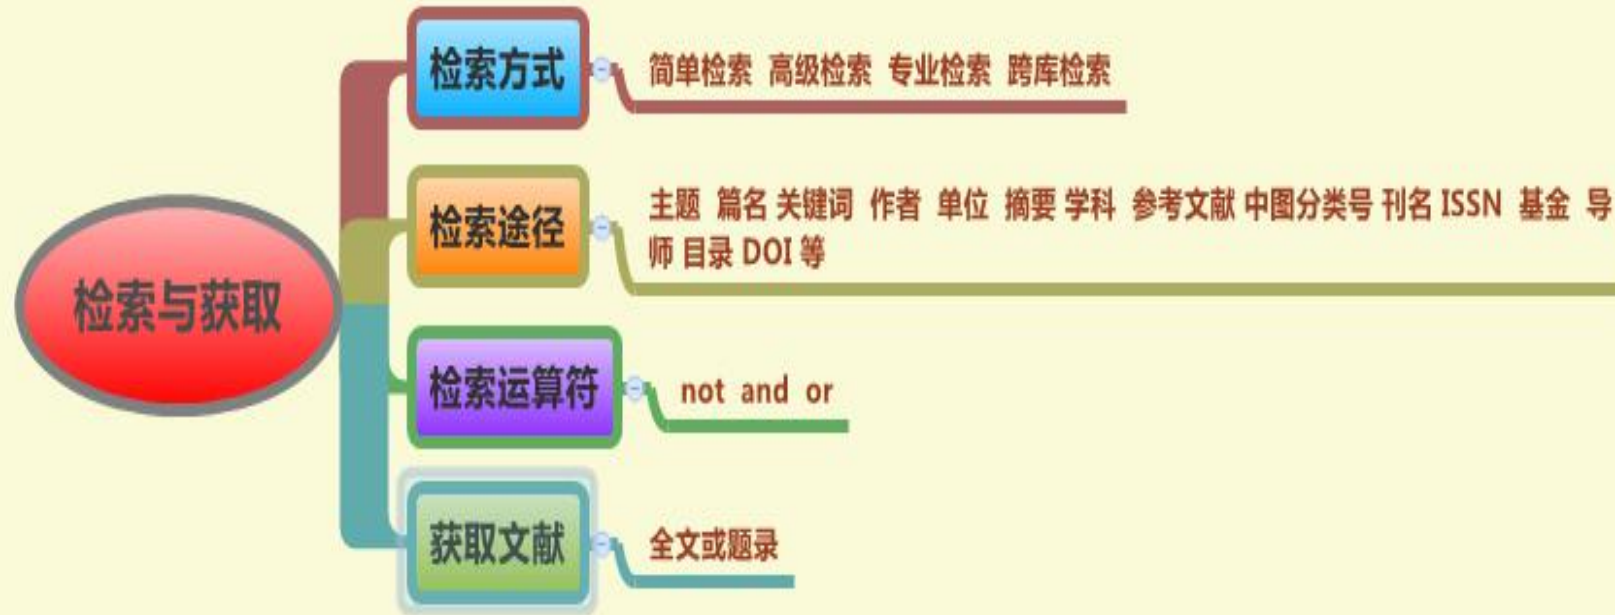 检索与获取
检索方式
简单检索 高级检索 专业检索 跨库检索
检索途径
主题 篇名 关键词 作者 单位 摘要 学科 参考文献 中图分类号 刊名 ISSN 基金 导
师 目录 DOI 等
检索运算符
not and or
获取文献
全文或题录